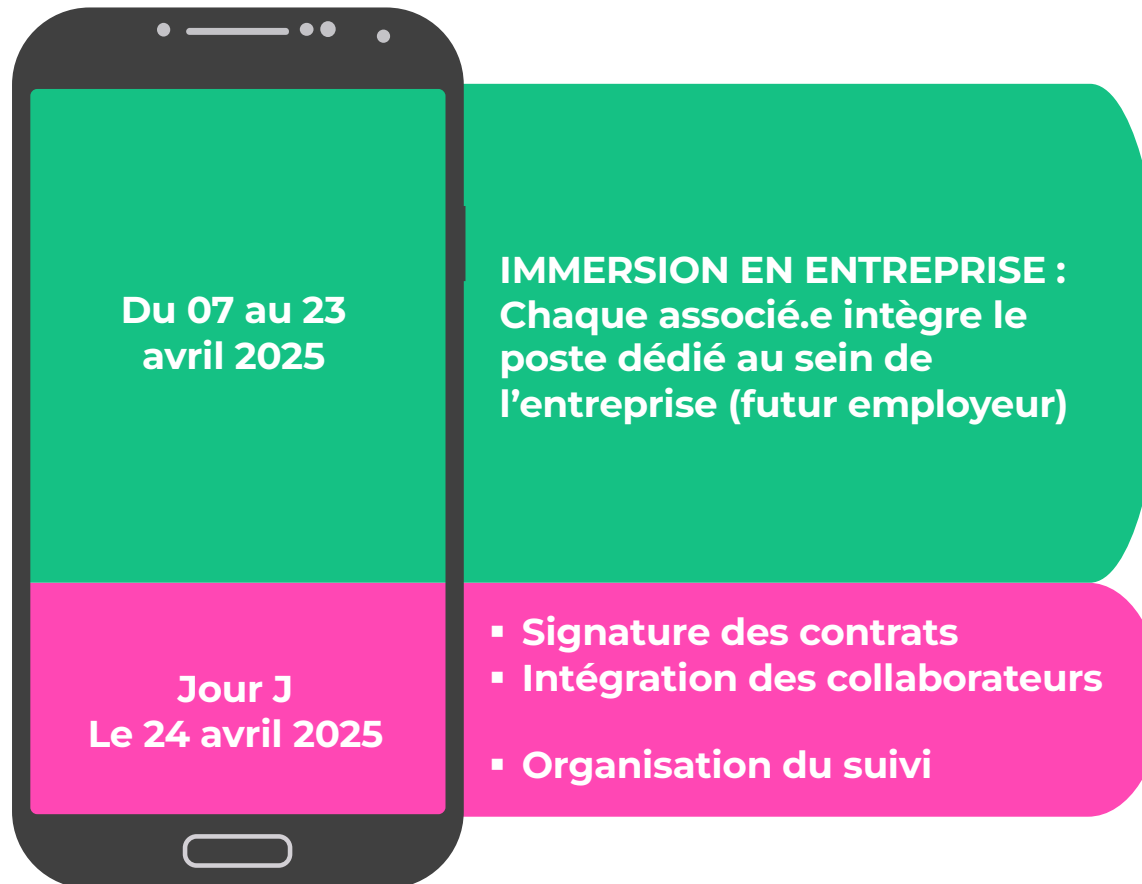 Du 07 au 23
avril 2025
IMMERSION EN ENTREPRISE :
Chaque associé.e intègre le
poste dédié au sein de
l’entreprise (futur employeur)
Jour J
Le 24 avril 2025
▪ Signature des contrats
▪ Intégration des collaborateurs
▪ Organisation du suivi